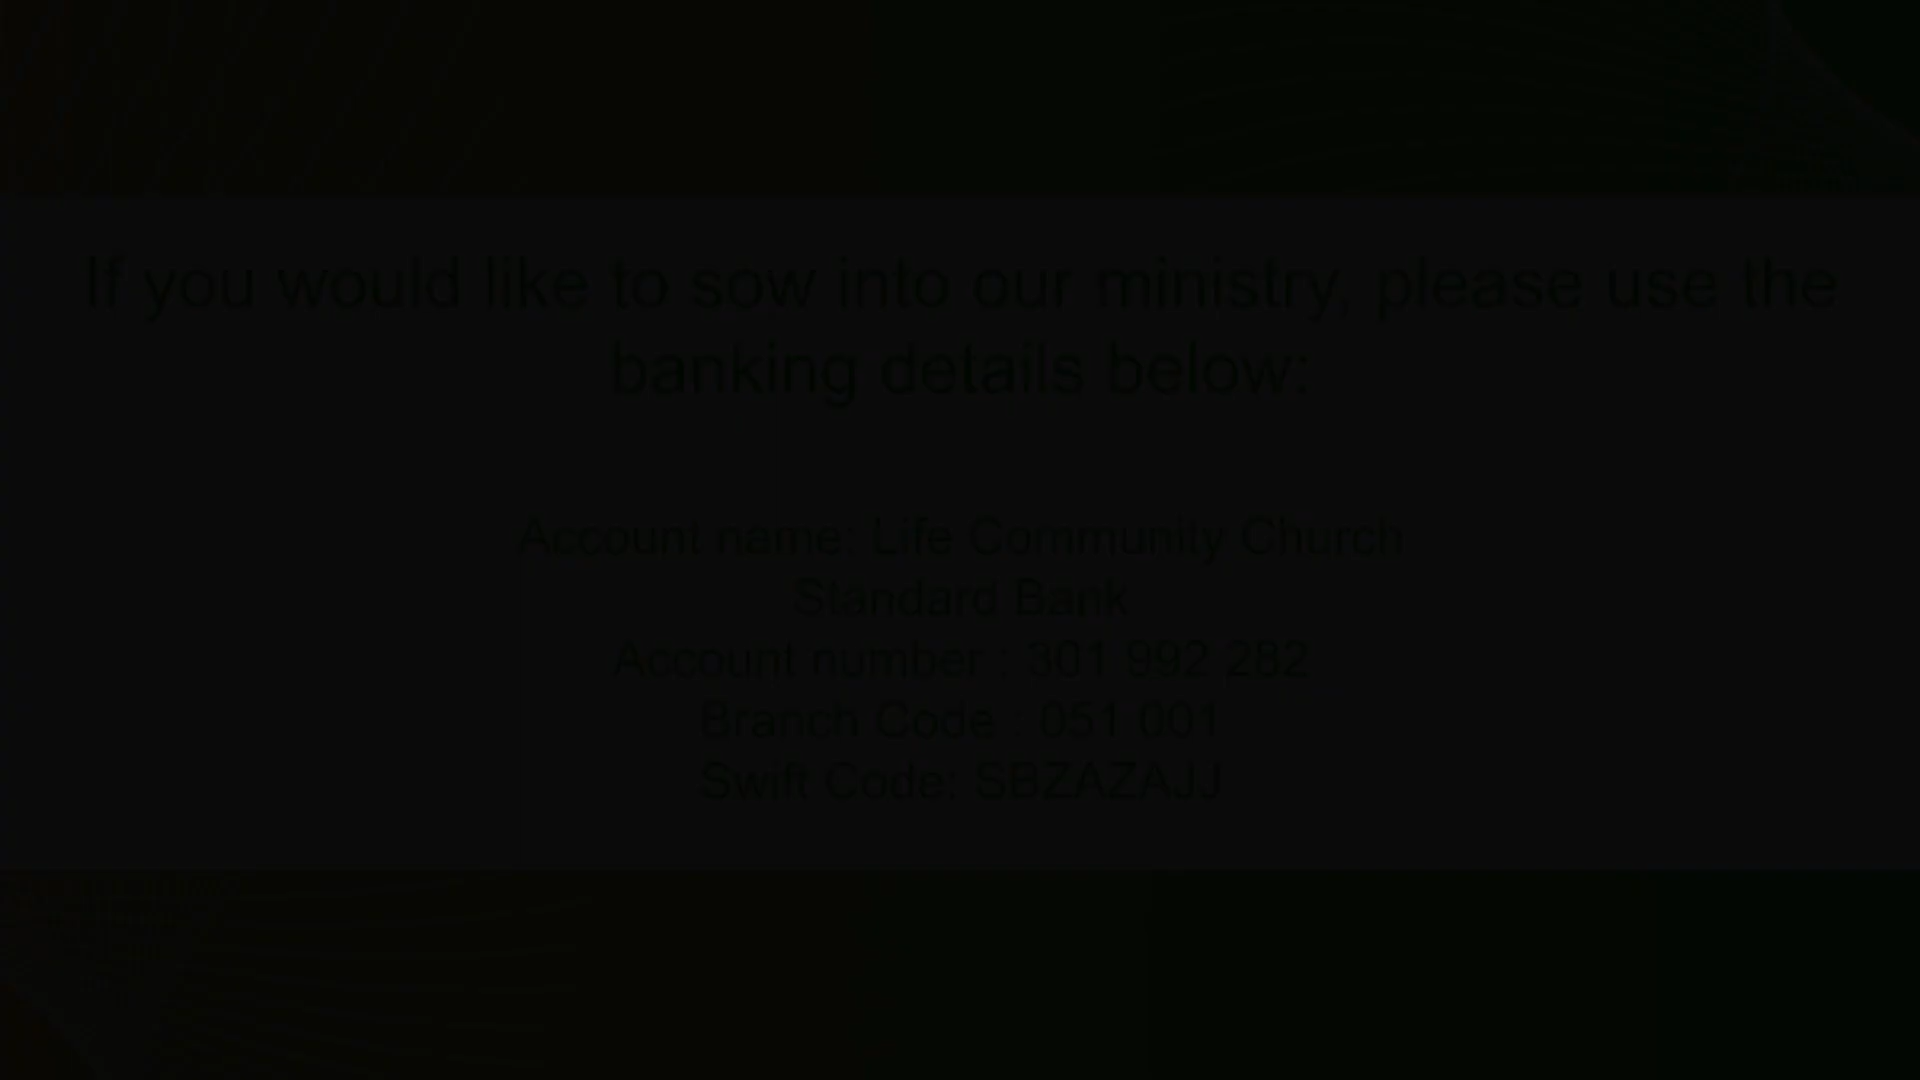 If you would like to sow into our ministry, please use the
banking details below:
Account name: Life Community Church
Standard Bank
Account number : 301 992 282
Branch Code : 051 001
Swift Code: SBZAZAJJ